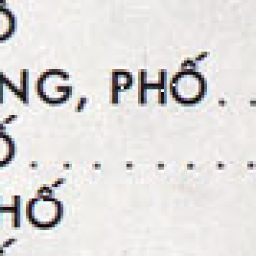 NG, PHỐ. .
Ố . . . . . . . .
HỐ